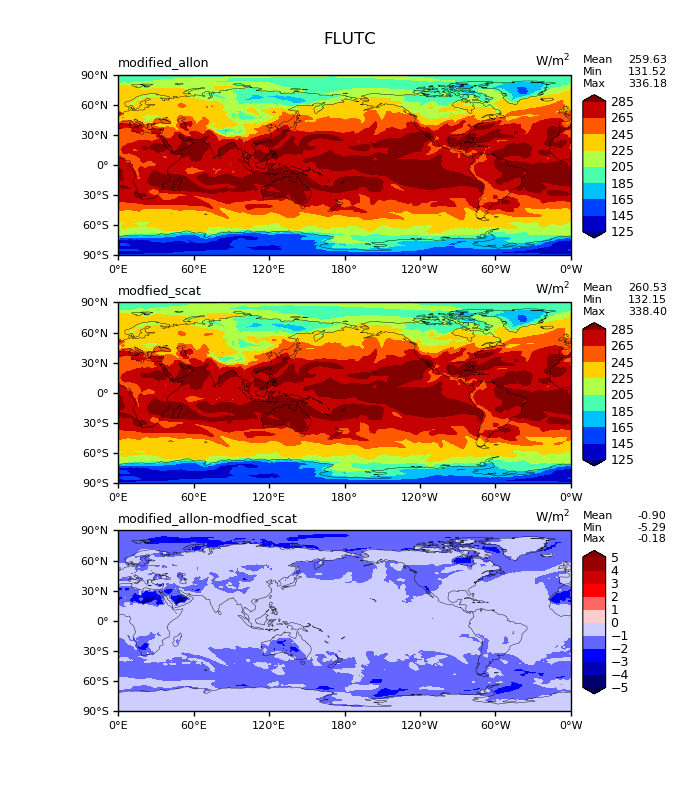 FLUTC
modified_allon W/m²
Mean 259.63
Min 131.52
Max 336.18
90°N
60°N
30°N
0°
30°S
60°S
90°S
0°E 60°E 120°E 180° 120°W 60°W 0°W
285
265
245
225
205
185
165
145
125
modfied_scat W/m²
Mean 260.53
Min 132.15
Max 338.40
90°N
60°N
30°N
0°
30°S
60°S
90°S
0°E 60°E 120°E 180° 120°W 60°W 0°W
285
265
245
225
205
185
165
145
125
modified_allon-modfied_scat W/m²
Mean -0.90
Min -5.29
Max -0.18
90°N
60°N
30°N
0°
30°S
60°S
90°S
0°E 60°E 120°E 180° 120°W 60°W 0°W
5
4
3
2
1
0
−1
−2
−3
−4
−5